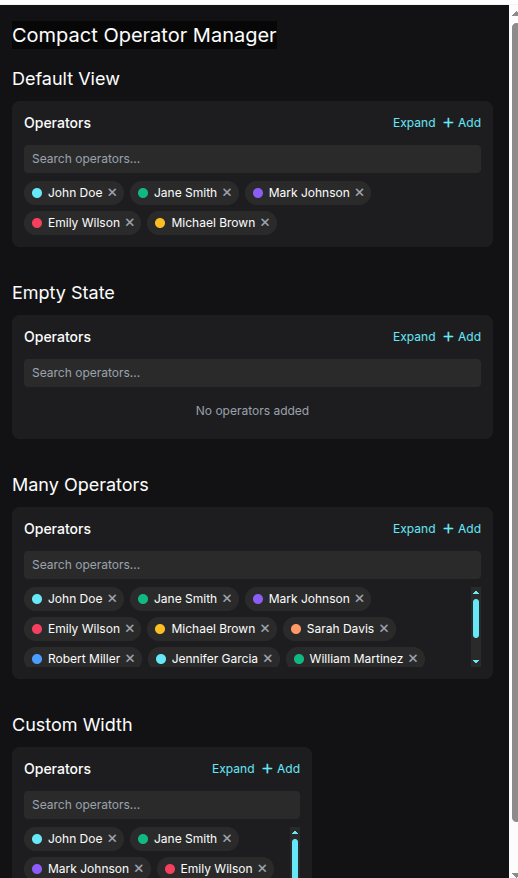 Compact Operator Manager
Default View
Operators Expand + Add
Search operators...
John Doe × Jane Smith × Mark Johnson ×
Emily Wilson × Michael Brown ×
Empty State
Operators Expand + Add
Search operators...
No operators added
Many Operators
Operators Expand + Add
Search operators...
John Doe × Jane Smith × Mark Johnson ×
Emily Wilson × Michael Brown × Sarah Davis ×
Robert Miller × Jennifer Garcia × William Martinez ×
Custom Width
Operators Expand + Add
Search operators...
John Doe × Jane Smith ×
Mark Johnson × Emily Wilson ×